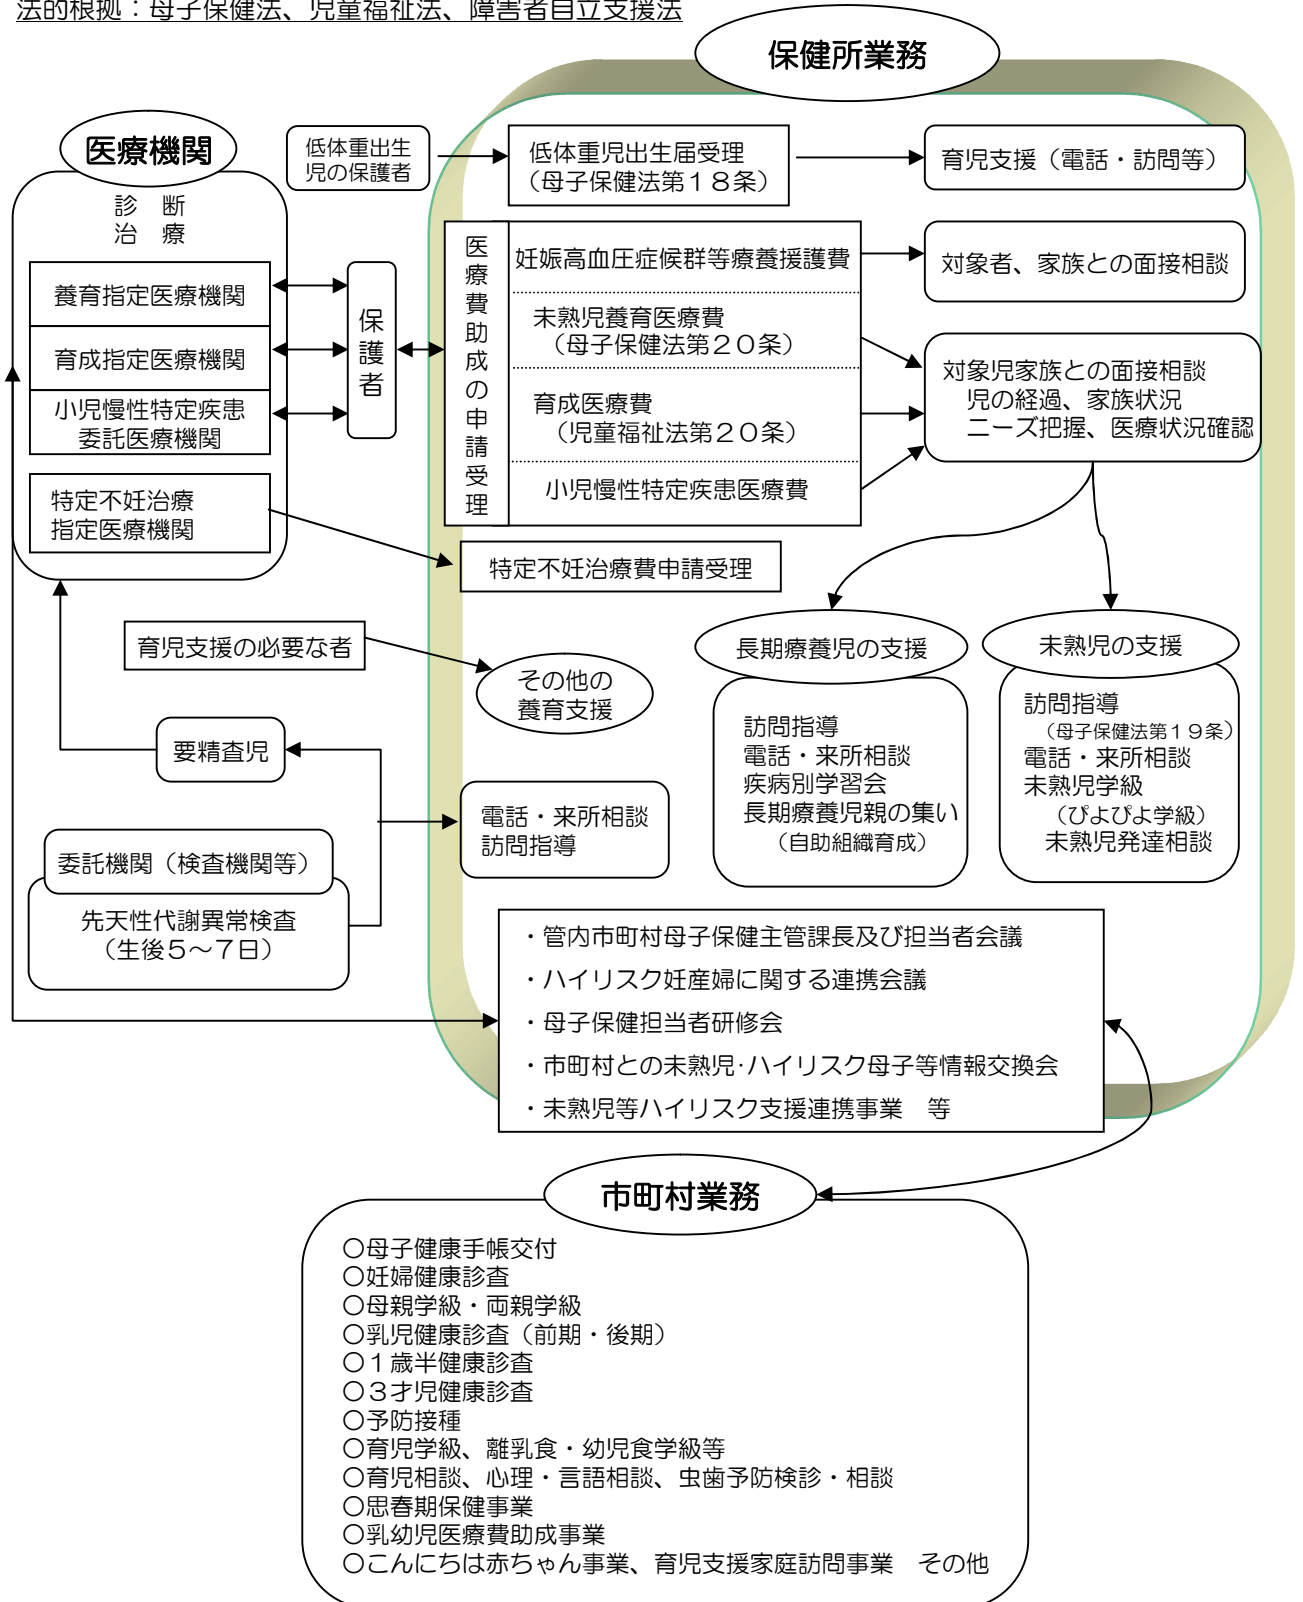 法的根拠：母子保健法、児童福祉法、障害者自立支援法
保健所業務
医療機関
診　断
治　療
養育指定医療機関
育成指定医療機関
小児慢性特定疾患
委託医療機関
特定不妊治療
指定医療機関
低体重出生
児の保護者
低体重児出生届受理
（母子保健法第１８条）
育児支援（電話・訪問等）
保護者
医療費助成の申請受理
妊娠高血圧症候群等療養援護費
未熟児養育医療費
（母子保健法第２０条）
育成医療費
（児童福祉法第２０条）
小児慢性特定疾患医療費
対象者、家族との面接相談
対象児家族との面接相談
児の経過、家族状況
ニーズ把握、医療状況確認
特定不妊治療費申請受理
育児支援の必要な者
その他の
養育支援
長期療養児の支援
訪問指導
電話・来所相談
疾病別学習会
長期療養児親の集い
（自助組織育成）
未熟児の支援
訪問指導
（母子保健法第１９条）
電話・来所相談
未熟児学級
（ぴよぴよ学級）
未熟児発達相談
要精査児
電話・来所相談
訪問指導
委託機関（検査機関等）
先天性代謝異常検査
（生後５～７日）
・管内市町村母子保健主管課長及び担当者会議
・ハイリスク妊産婦に関する連携会議
・母子保健担当者研修会
・市町村との未熟児・ハイリスク母子等情報交換会
・未熟児等ハイリスク支援連携事業　等
市町村業務
○母子健康手帳交付
○妊婦健康診査
○母親学級・両親学級
○乳児健康診査（前期・後期）
○１歳半健康診査
○３才児健康診査
○予防接種
○育児学級、離乳食・幼児食学級等
○育児相談、心理・言語相談、虫歯予防検診・相談
○思春期保健事業
○乳幼児医療費助成事業
○こんにちは赤ちゃん事業、育児支援家庭訪問事業　その他